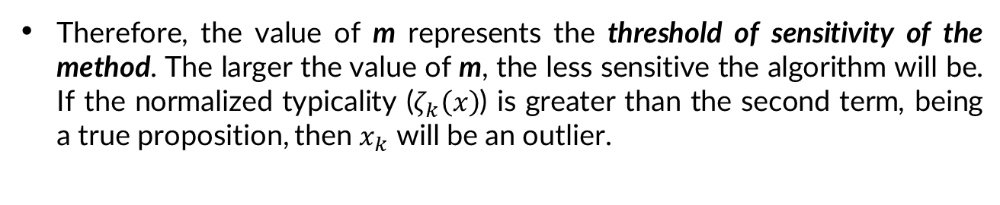 • Therefore, the value of m represents the threshold of sensitivity of the
method. The larger the value of m, the less sensitive the algorithm will be.
If the normalized typicality (ζₖ(x)) is greater than the second term, being
a true proposition, then xₖ will be an outlier.